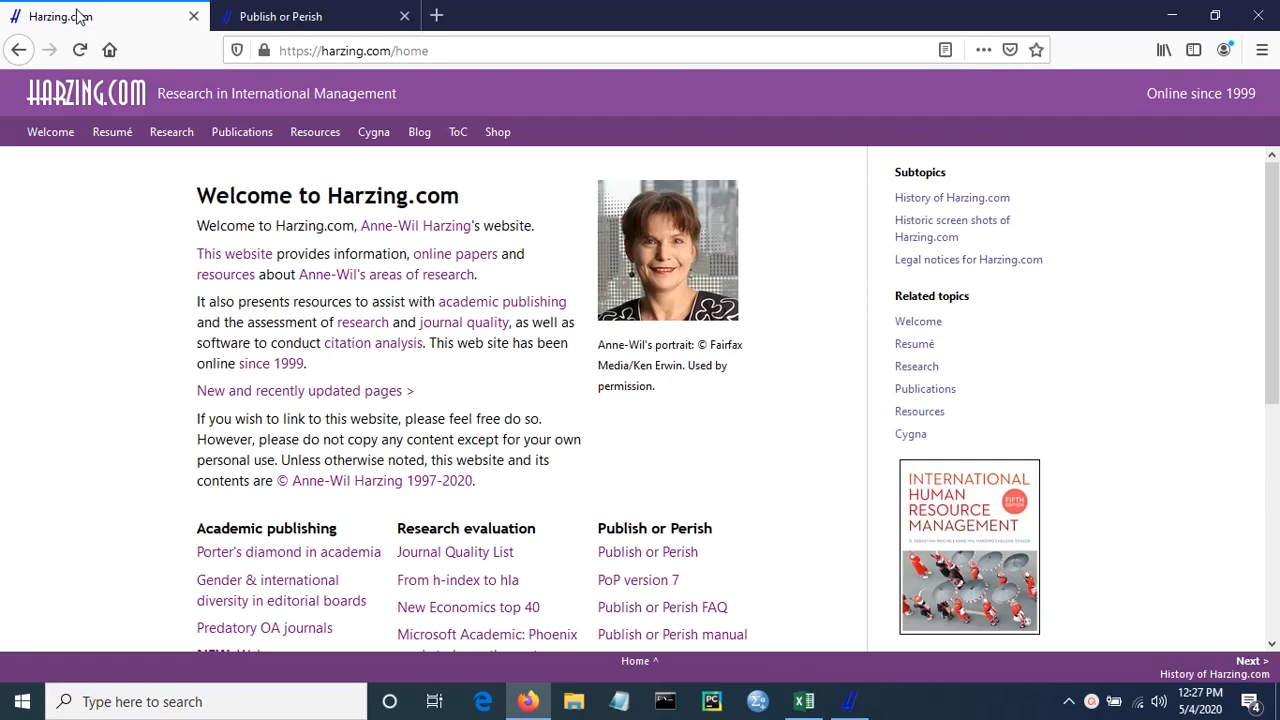 Harzing.com
Publish or Perish
https://harzing.com/home
HARZING.COM
Research in International Management
Online since 1999
Welcome
Resumé
Research
Publications
Resources
Cygna
Blog
ToC
Shop
Welcome to Harzing.com
Welcome to Harzing.com, Anne-Wil Harzing's website.
This website provides information, online papers and
resources about Anne-Wil's areas of research.
It also presents resources to assist with academic publishing
and the assessment of research and journal quality, as well as
software to conduct citation analysis. This web site has been
online since 1999.
New and recently updated pages >
If you wish to link to this website, please feel free do so.
However, please do not copy any content except for your own
personal use. Unless otherwise noted, this website and its
contents are © Anne-Wil Harzing 1997-2020.
Anne-Wil's portrait: © Fairfax
Media/Ken Erwin. Used by
permission.
Academic publishing
Porter's diamond in academia
Gender & international
diversity in editorial boards
Predatory OA journals
Research evaluation
Journal Quality List
From h-index to hIa
New Economics top 40
Microsoft Academic: Phoenix
Publish or Perish
Publish or Perish
PoP version 7
Publish or Perish FAQ
Publish or Perish manual
Subtopics
History of Harzing.com
Historic screen shots of
Harzing.com
Legal notices for Harzing.com
Related topics
Welcome
Resumé
Research
Publications
Resources
Cygna
INTERNATIONAL
HUMAN
RESOURCE
MANAGEMENT
FIFTH
EDITION
Home ^
Next >
History of Harzing.com
Type here to search
12:27 PM
5/4/2020
4